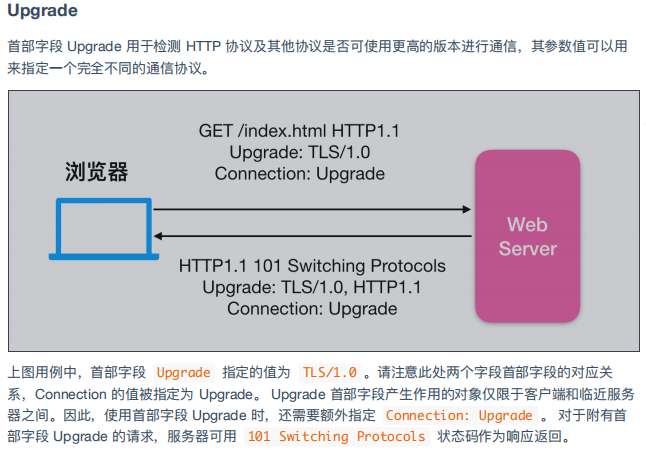 Upgrade
首部字段 Upgrade 用于检测 HTTP 协议及其他协议是否可使用更高的版本进行通信，其参数值可以用
来指定一个完全不同的通信协议。
GET /index.html HTTP1.1
Upgrade: TLS/1.0
Connection: Upgrade
浏览器
Web
Server
HTTP1.1 101 Switching Protocols
Upgrade: TLS/1.0, HTTP1.1
Connection: Upgrade
上图用例中，首部字段 Upgrade 指定的值为 TLS/1.0 。请注意此处两个字段首部字段的对应关
系，Connection 的值被指定为 Upgrade。 Upgrade 首部字段产生作用的对象仅限于客户端和临近服务
器之间。因此，使用首部字段 Upgrade 时，还需要额外指定 Connection: Upgrade 。 对于附有首
部字段 Upgrade 的请求，服务器可用 101 Switching Protocols 状态码作为响应返回。